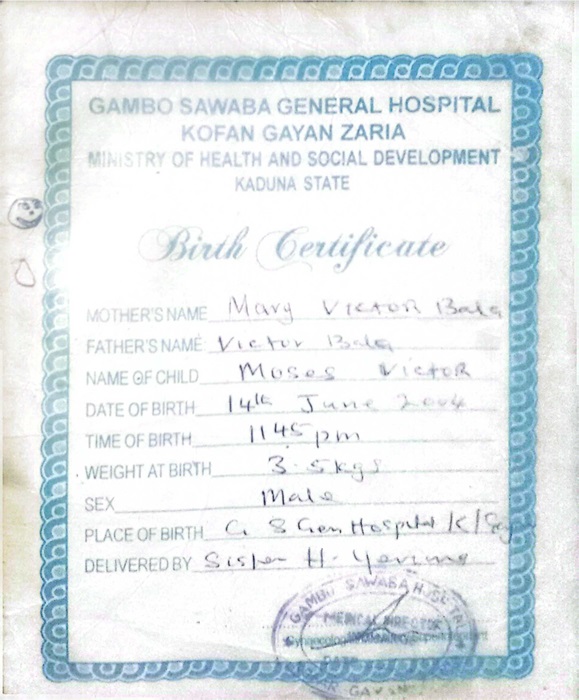 GAMBO SAWABA GENERAL HOSPITAL
KOFAN GAYAN ZARIA
MINISTRY OF HEALTH AND SOCIAL DEVELOPMENT
KADUNA STATE
Birth Certificate
MOTHER'S NAME Mary Victor Bala
FATHER'S NAME Victor Bala
NAME OF CHILD Moses Victor
DATE OF BIRTH 14th June 2004
TIME OF BIRTH 1145 pm
WEIGHT AT BIRTH 3.5kgs
SEX Male
PLACE OF BIRTH G S Gen Hospital K/
DELIVERED BY Sister H.
GAMBO SAWABA
MEDICAL DIRECTOR